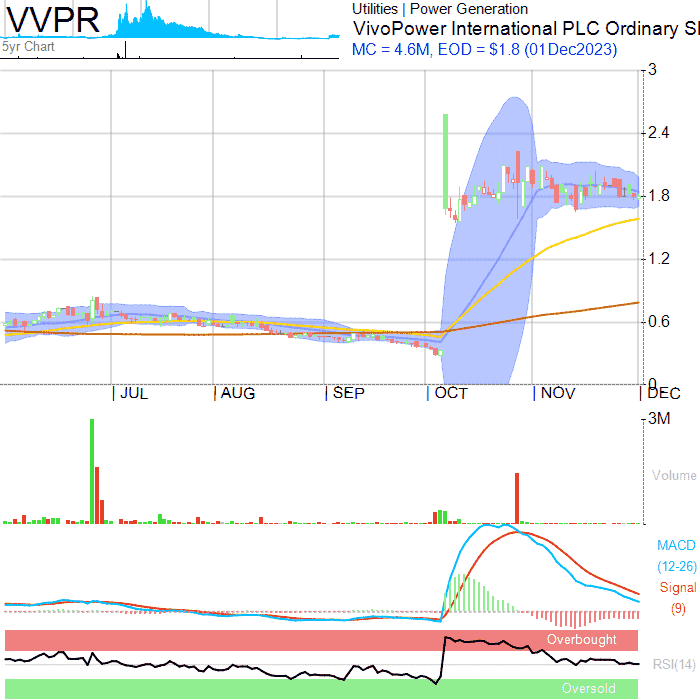 VVPR
5yr Chart
Utilities | Power Generation
VivoPower International PLC Ordinary S
MC = 4.6M, EOD = $1.8 (01Dec2023)
3
2.4
1.8
1.2
0.6
0
JUL
AUG
SEP
OCT
NOV
DEC
3M
Volume
MACD
(12-26)
Signal
(9)
Overbought
RSI(14)
Oversold